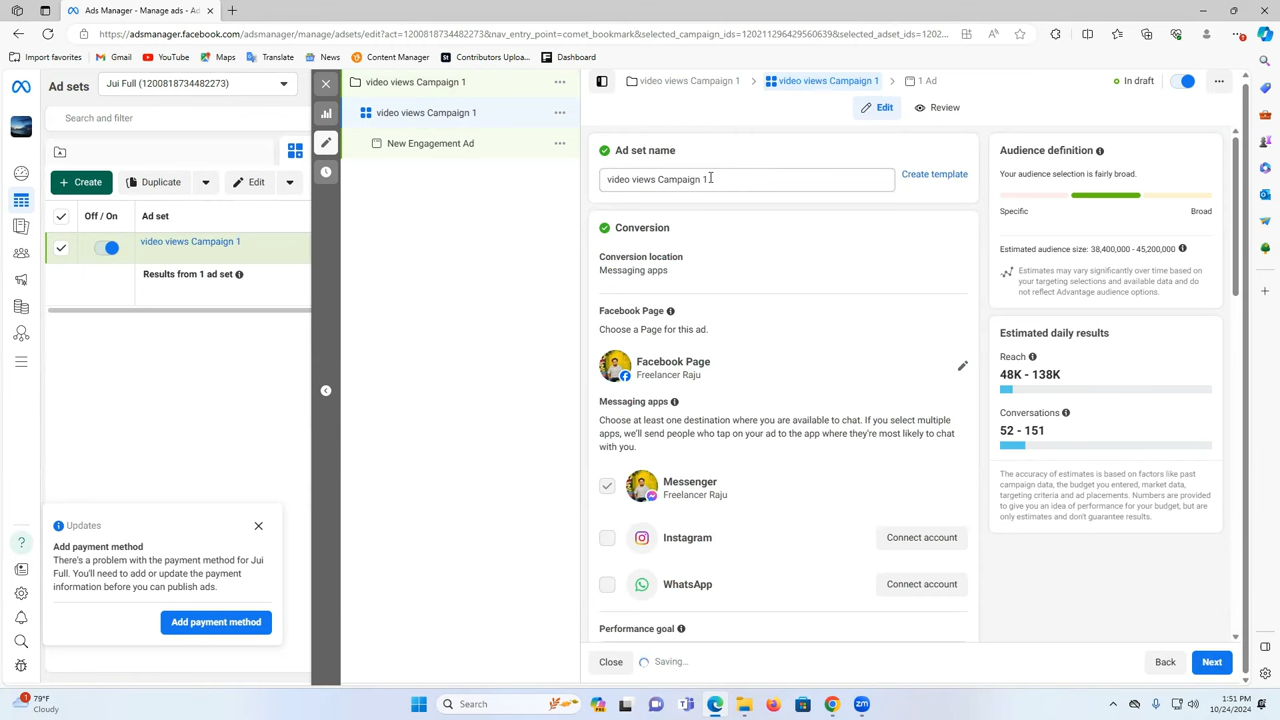 Ads Manager - Manage ads - Ad
https://adsmanager.facebook.com/adsmanager/manage/adsets/edit?act=1200818734482273&nav_entry_point=comet_bookmark&selected_campaign_ids=120211296429560639&selected_adset_ids=1202...
Import favorites
Gmail
YouTube
Maps
Translate
News
Content Manager
Contributors Uploa...
Dashboard
Ad sets
Jui Full (1200818734482273)
Search and filter
Create
Duplicate
Edit
Off / On
Ad set
video views Campaign 1
Results from 1 ad set
Updates
Add payment method
There's a problem with the payment method for Jui
Full. You'll need to add or update the payment
information before you can publish ads.
Add payment method
video views Campaign 1
video views Campaign 1
New Engagement Ad
video views Campaign 1
video views Campaign 1
1 Ad
In draft
Edit
Review
Ad set name
video views Campaign 1
Create template
Conversion
Conversion location
Messaging apps
Facebook Page
Choose a Page for this ad.
Facebook Page
Freelancer Raju
Messaging apps
Choose at least one destination where you are available to chat. If you select multiple
apps, we'll send people who tap on your ad to the app where they're most likely to chat
with you.
Messenger
Freelancer Raju
Instagram
Connect account
WhatsApp
Connect account
Performance goal
Close
Saving...
Back
Next
Audience definition
Your audience selection is fairly broad.
Specific
Broad
Estimated audience size: 38,400,000 - 45,200,000
Estimates may vary significantly over time based on
your targeting selections and available data and do
not reflect Advantage audience options.
Estimated daily results
Reach
48K - 138K
Conversations
52 - 151
The accuracy of estimates is based on factors like past
campaign data, the budget you entered, market data,
targeting criteria and ad placements. Numbers are provided
to give you an idea of performance for your budget, but are
only estimates and don't guarantee results.
1
79°F
Cloudy
Search
1:51 PM
10/24/2024